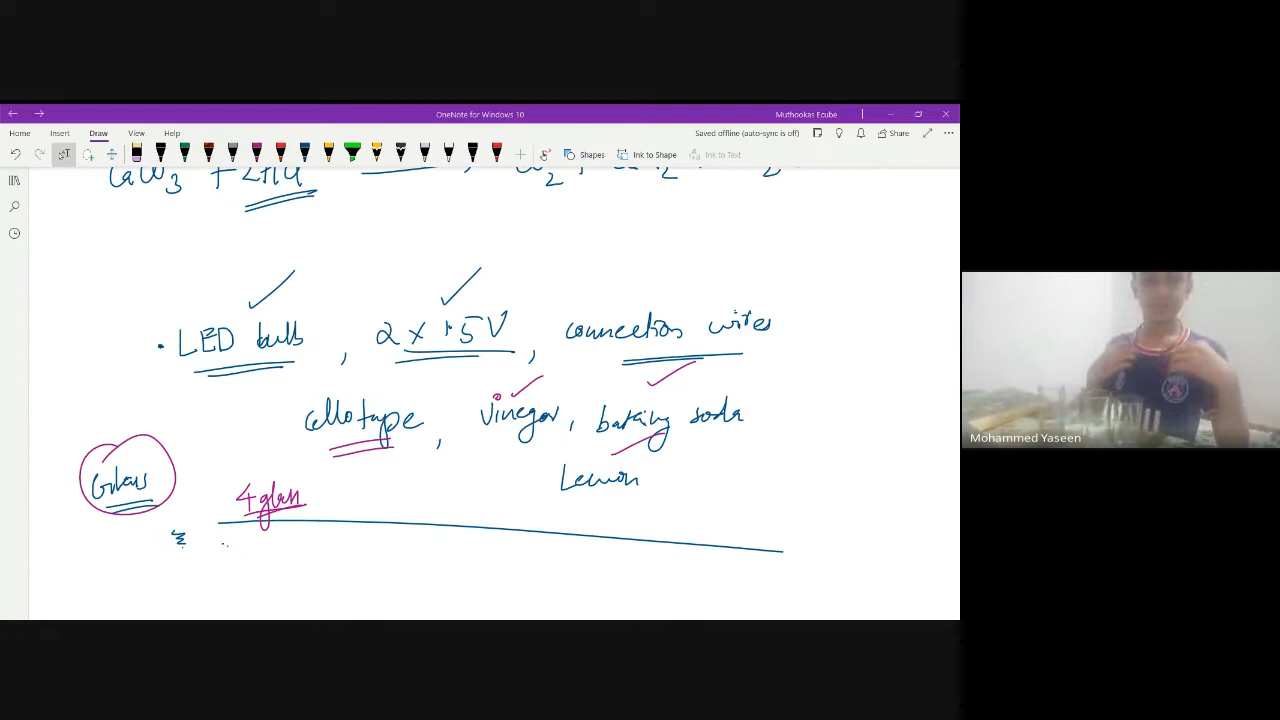 OneNote for Windows 10
Muthookas Ecube
Home Insert Draw View Help
Saved offline (auto-sync is off)
Share
Shapes
Ink to Shape
Ink to Text
+ 2HCl
• LED bulb, 2 x 1.5V, connection wires
cellotape, vinegar, baking soda
Lemon
Glass
4 glass
Mohammed Yaseen